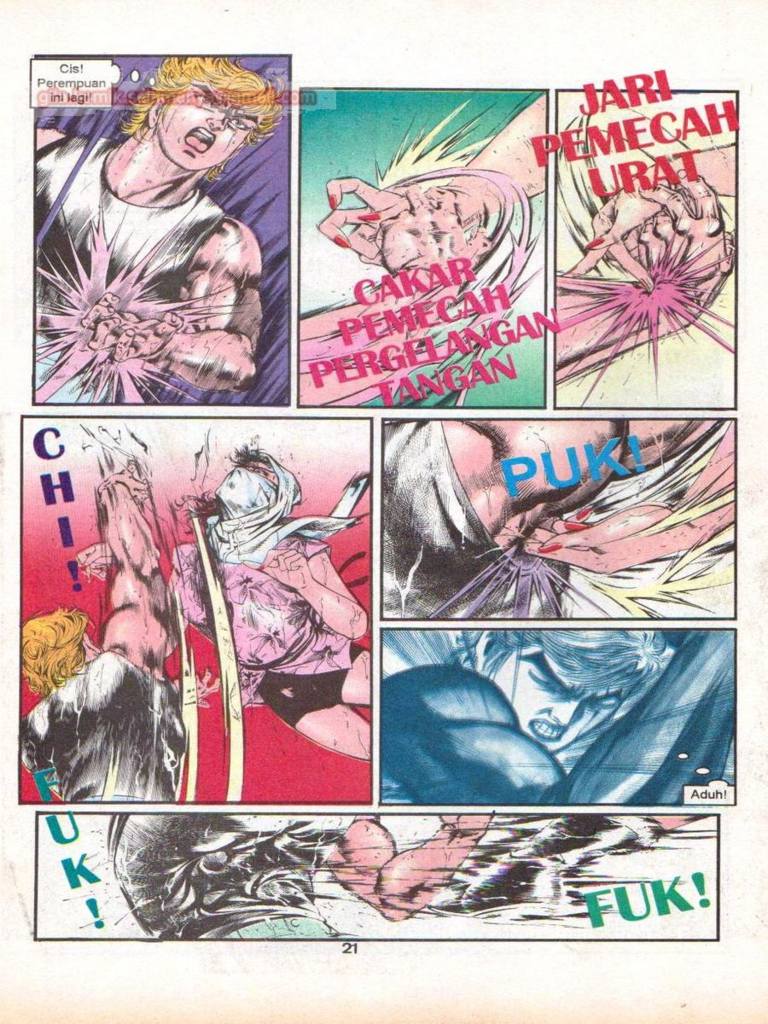 Cis!
Perempuan
ini lagi!
JARI
PEMECAH
URAT
CAKAR
PEMECAH
PERGELANGAN
TANGAN
CHI!
PUK!
Aduh!
FUK!
FUK!
21